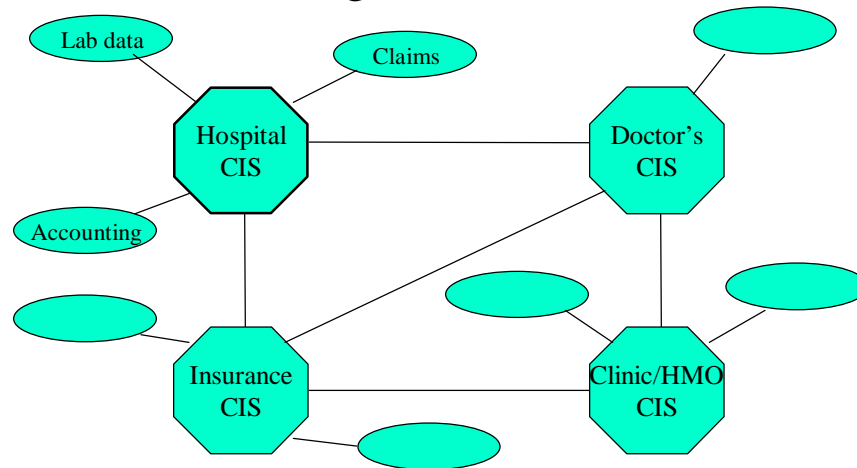 Lab data
Claims
Hospital
CIS
Doctor's
CIS
Accounting
Insurance
CIS
Clinic/HMO
CIS